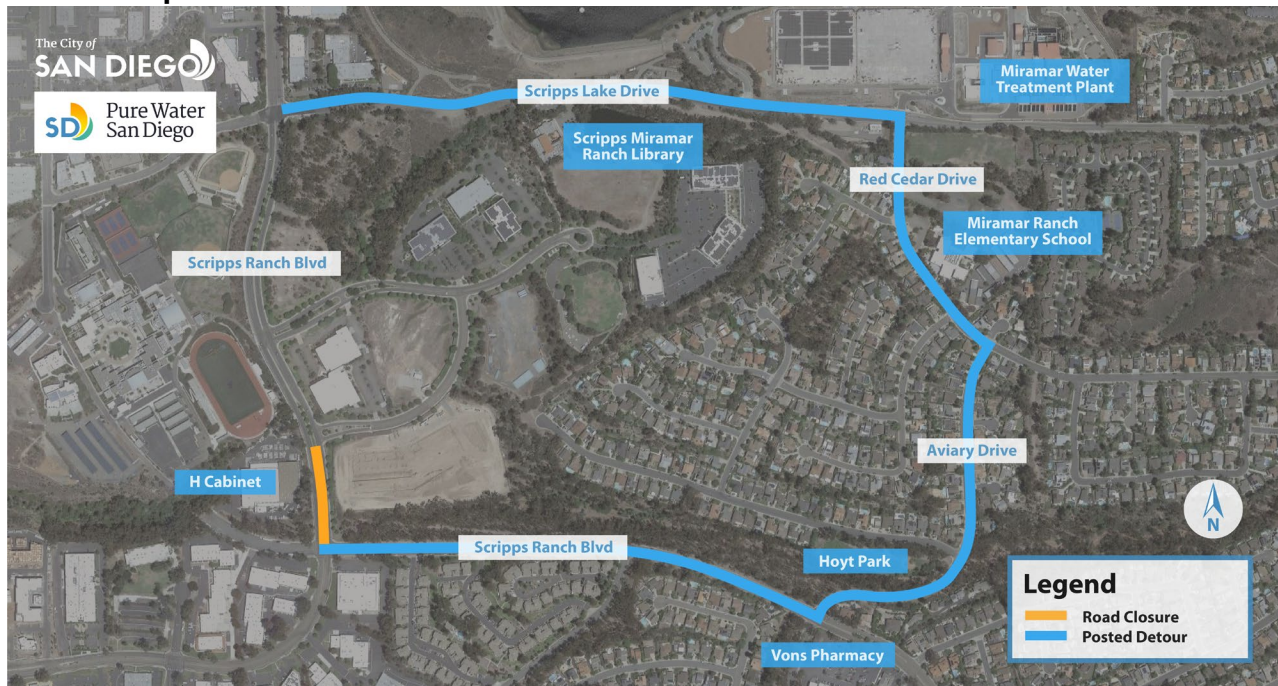 The City of
SAN DIEGO
SD
Pure Water
San Diego
Scripps Lake Drive
Miramar Water
Treatment Plant
Scripps Miramar
Ranch Library
Red Cedar Drive
Miramar Ranch
Elementary School
Scripps Ranch Blvd
Aviary Drive
H Cabinet
N
Scripps Ranch Blvd
Hoyt Park
Vons Pharmacy
Legend
Road Closure
Posted Detour